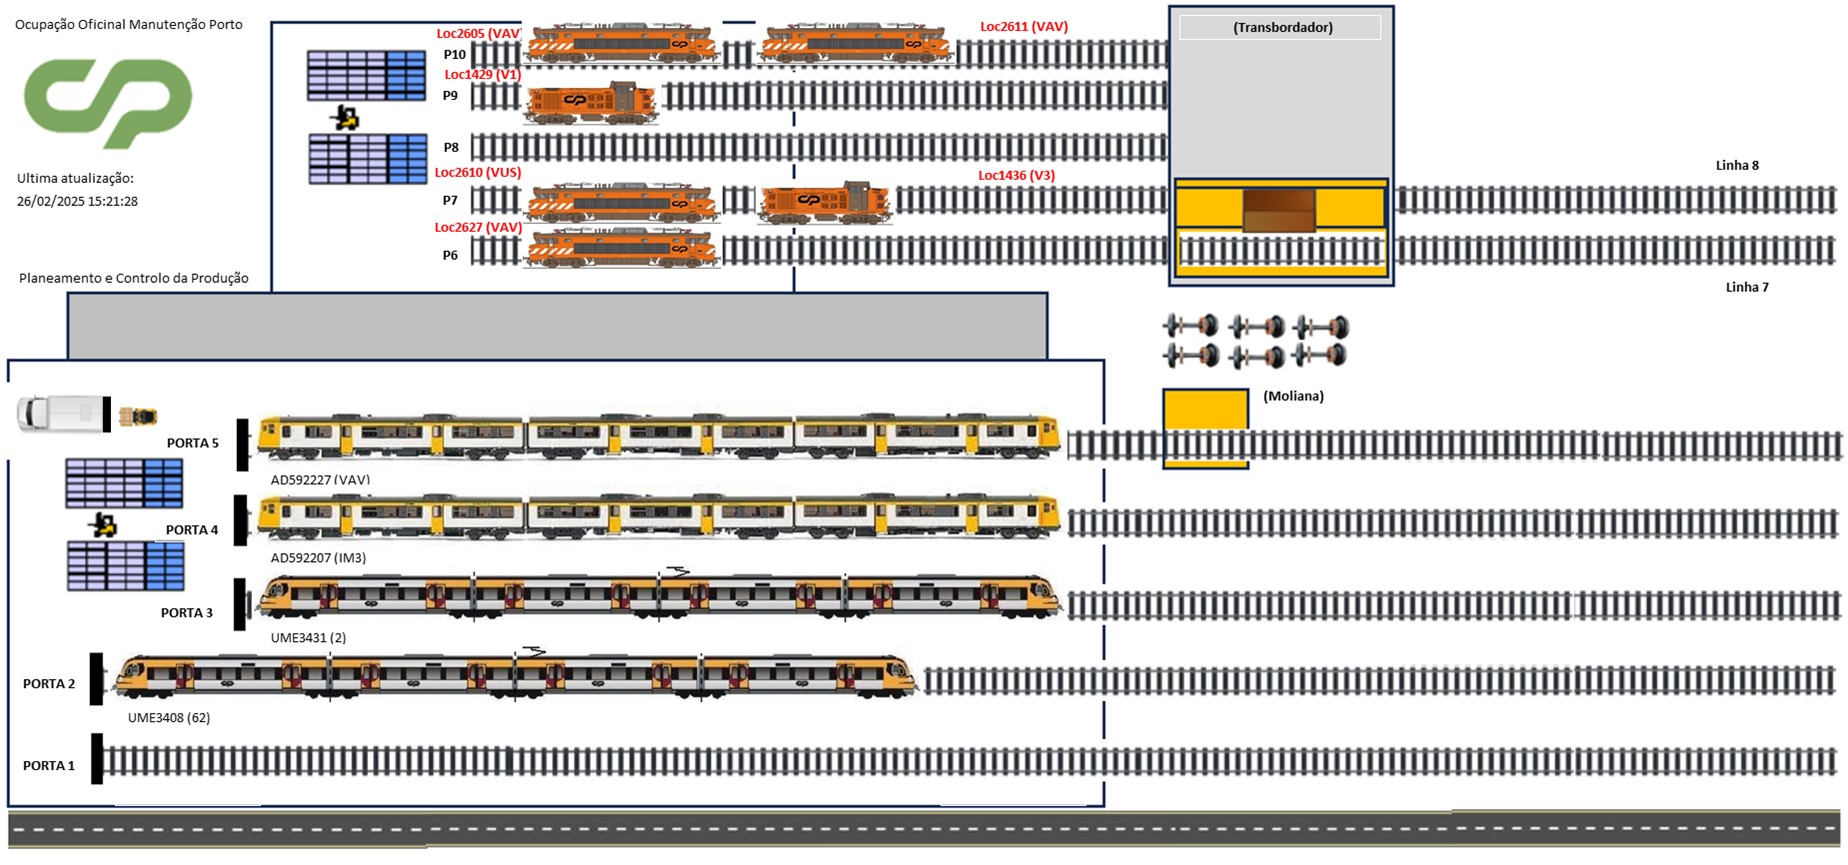 Ocupação Oficinal Manutenção Porto
Loc2605 (VAV)
Loc2611 (VAV)
(Transbordador)
P10
Loc1429 (V1)
P9
P8
Ultima atualização:
26/02/2025 15:21:28
Loc2610 (VUS)
Loc1436 (V3)
Linha 8
P7
Loc2627 (VAV)
P6
Planeamento e Controlo da Produção
Linha 7
(Moliana)
PORTA 5
AD592227 (VAV)
PORTA 4
AD592207 (IM3)
PORTA 3
UME3431 (2)
PORTA 2
UME3408 (62)
PORTA 1